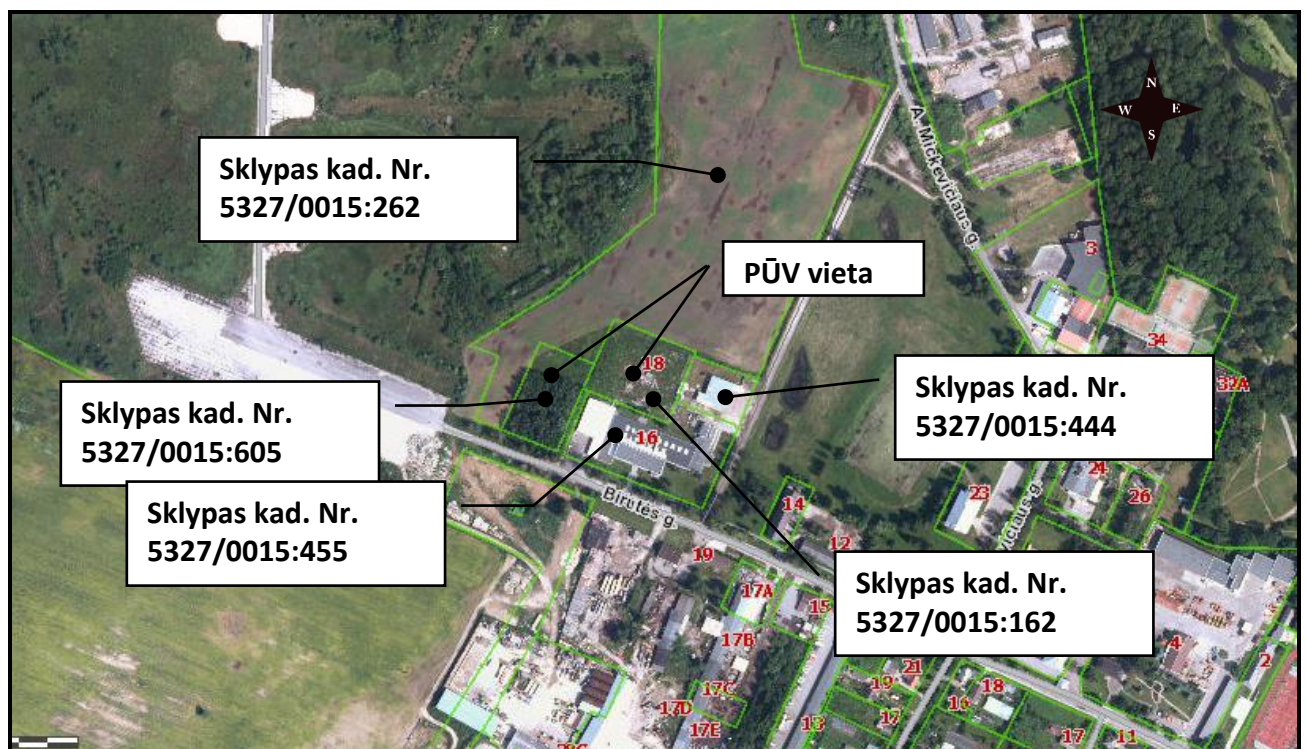 N
W E
S
A. Mickevičiaus g.
Sklypas kad. Nr.
5327/0015:262
3
PŪV vieta
34
18
32A
Sklypas kad. Nr.
5327/0015:444
Sklypas kad. Nr.
5327/0015:605
16
24
26
23
14
Sklypas kad. Nr.
5327/0015:455
Birutės g.
viciaus g.
12
19
17A
15
Sklypas kad. Nr.
5327/0015:162
17B
4
2
21
17C
19
18
16
17D
17
13
17E
17
11